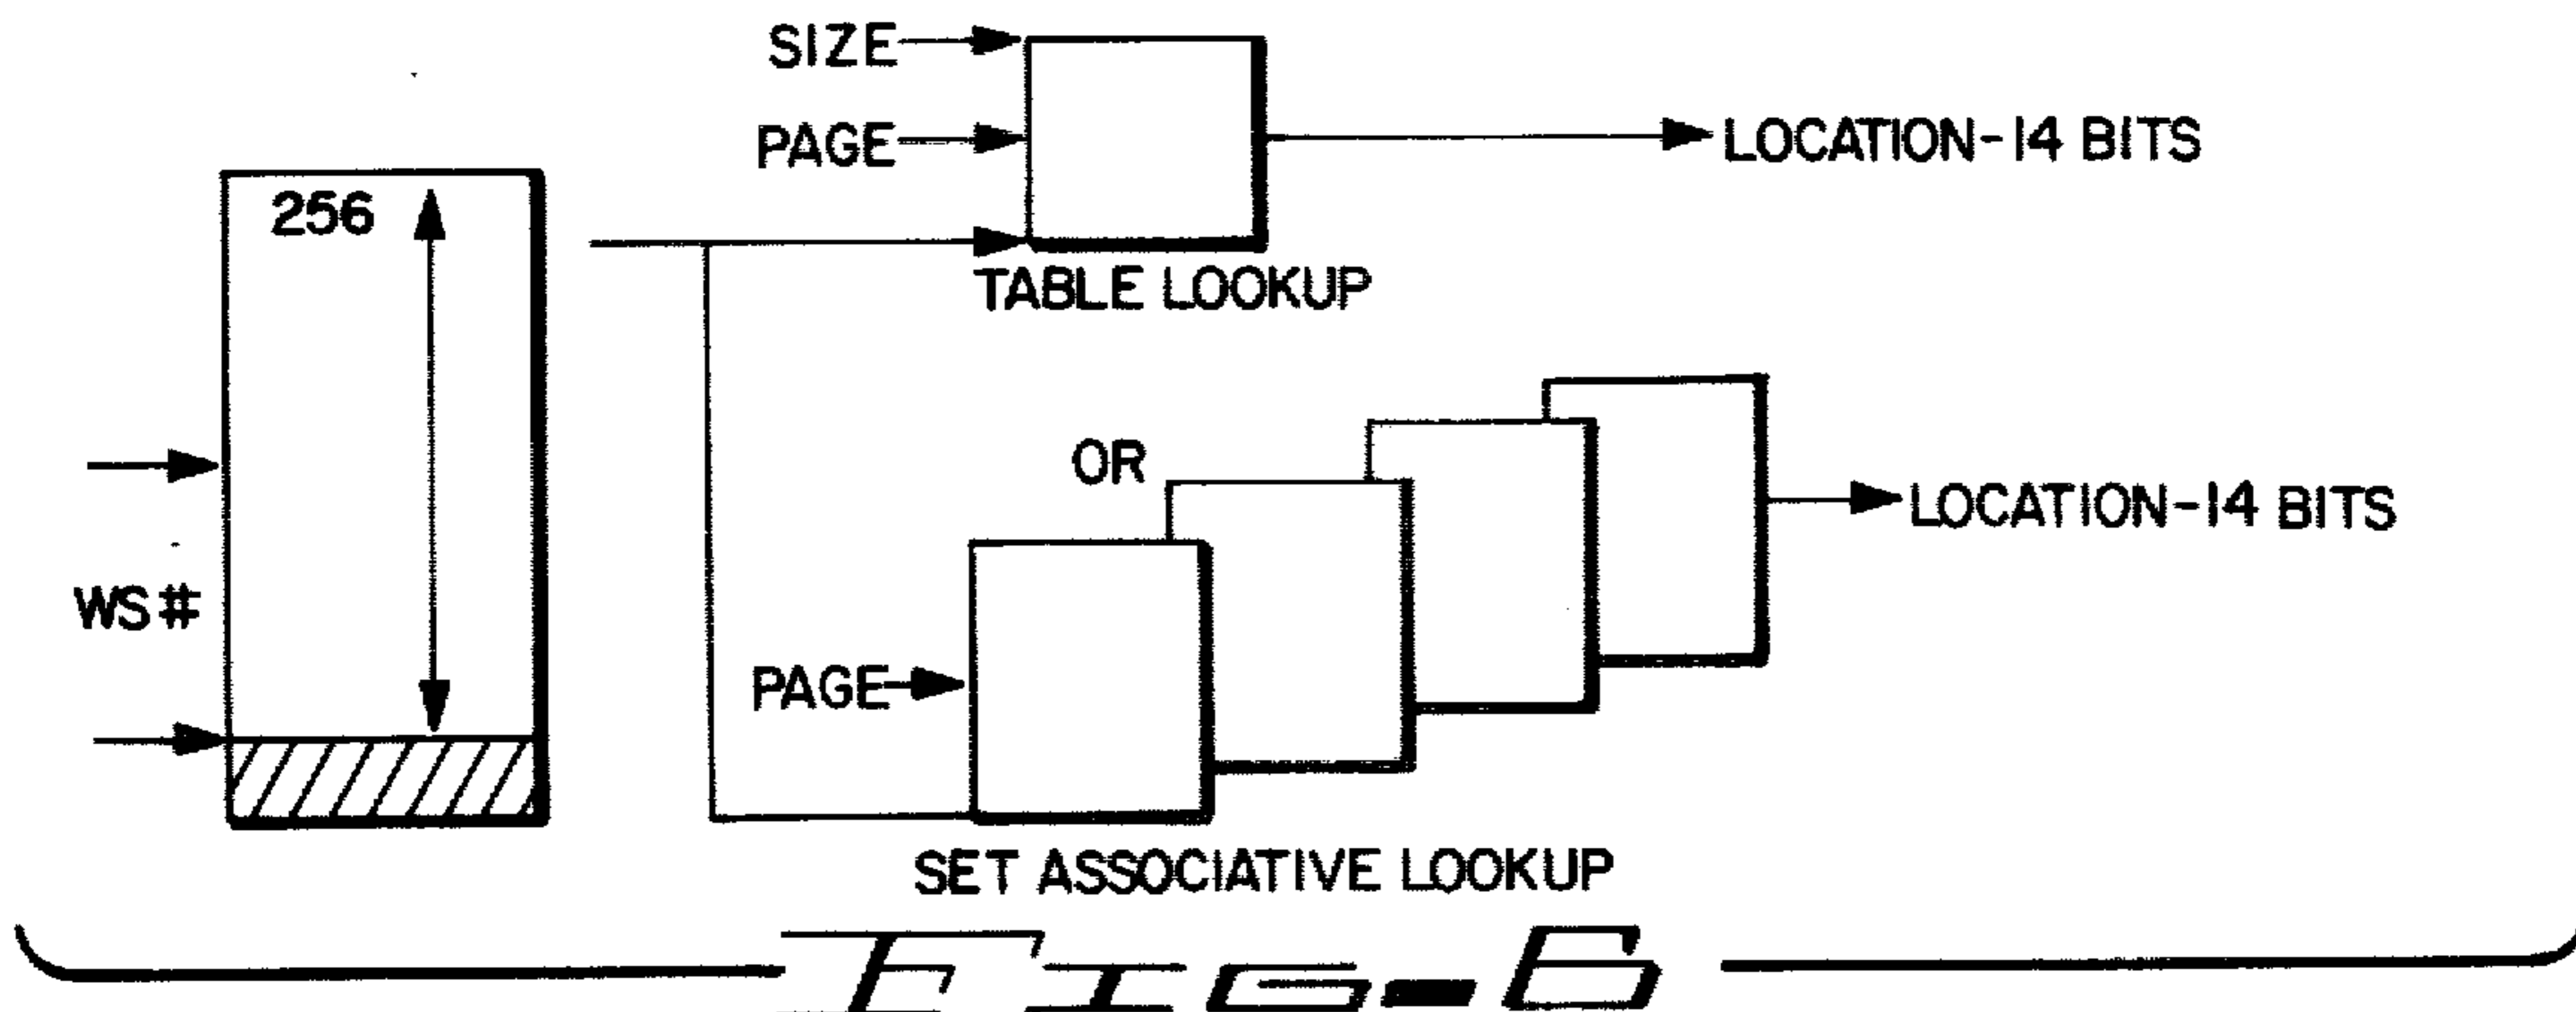 SIZE
PAGE
LOCATION-14 BITS
256
TABLE LOOKUP
OR
LOCATION-14 BITS
WS#
PAGE
SET ASSOCIATIVE LOOKUP
FIG-6